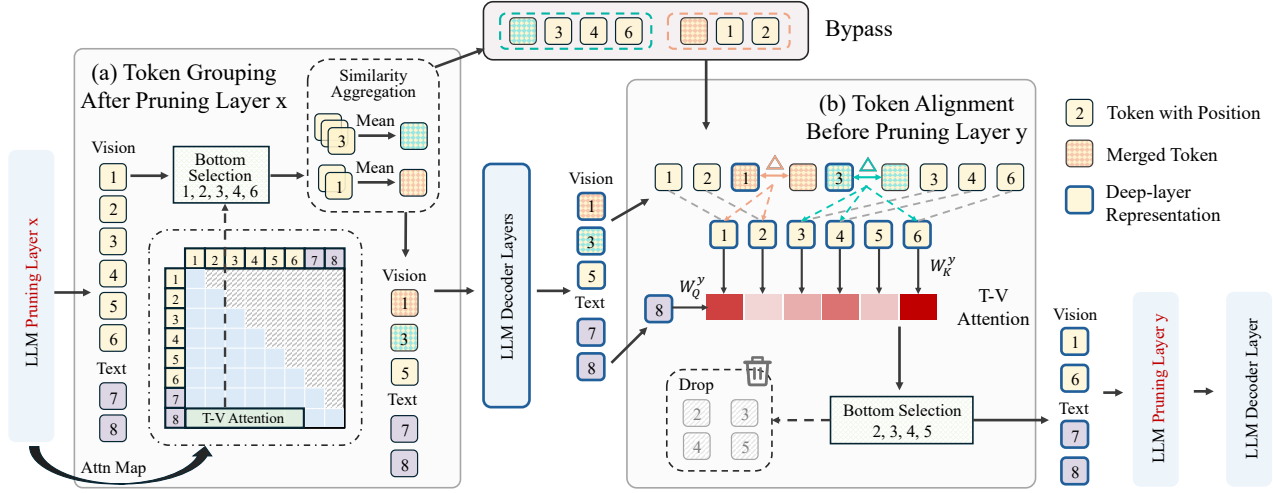 3 4 6 1 2
Bypass
(a) Token Grouping
After Pruning Layer x
Similarity
Aggregation
Mean
3
Mean
1
Vision
1
2
3
4
5
6
Text
7
8
Bottom
Selection
1, 2, 3, 4, 6
1 2 3 4 5 6 7 8
1
2
3
4
5
6
7
8
T-V Attention
LLM Pruning Layer x
Attn Map
Vision
1
3
5
Text
7
8
LLM Decoder Layers
Vision
1
3
5
Text
7
8
(b) Token Alignment
Before Pruning Layer y
1 2 1 3 3 4 6
1 2 3 4 5 6
W_Q^y
W_K^y
8
T-V
Attention
Drop
2 3
4 5
Bottom Selection
2, 3, 4, 5
2 Token with Position
Merged Token
Deep-layer
Representation
Vision
1
6
Text
7
8
LLM Pruning Layer y
LLM Decoder Layer